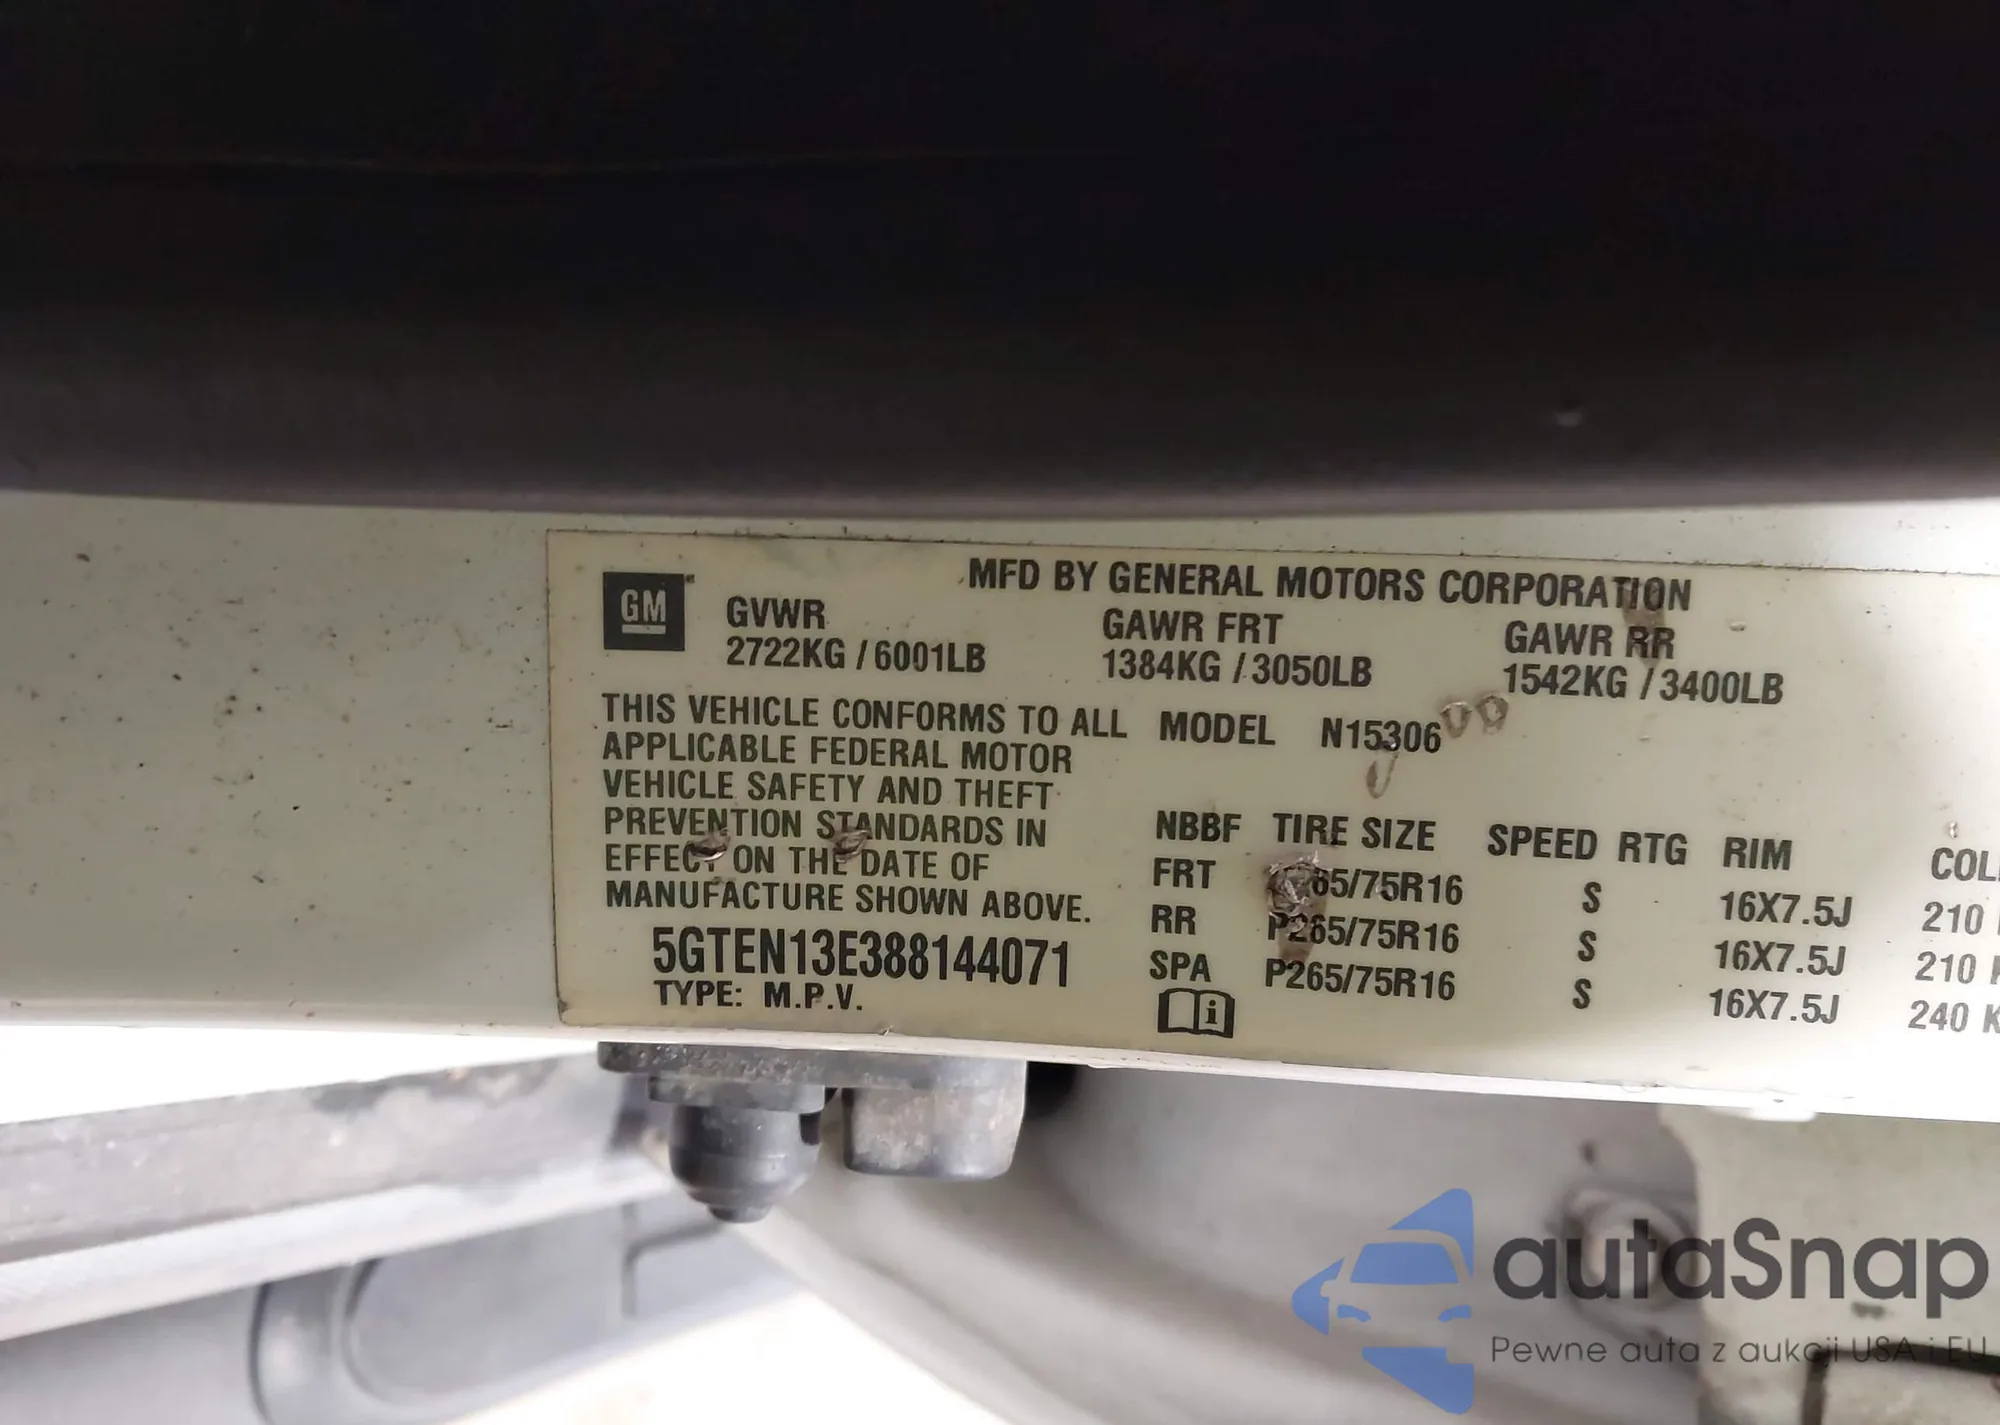 MFD BY GENERAL MOTORS CORPORATION
GM
GVWR GAWR FRT GAWR RR
2722KG / 6001LB 1384KG / 3050LB 1542KG / 3400LB
THIS VEHICLE CONFORMS TO ALL MODEL N15306
APPLICABLE FEDERAL MOTOR
VEHICLE SAFETY AND THEFT
PREVENTION STANDARDS IN
EFFECT ON THE DATE OF
MANUFACTURE SHOWN ABOVE.
5GTEN13E388144071
TYPE: M.P.V.
NBBF TIRE SIZE SPEED RTG RIM
FRT 65/75R16 S 16X7.5J 210
RR P265/75R16 S 16X7.5J 210
SPA P265/75R16 S 16X7.5J 240
i
autaSnap
Pewne auta z aukcji USA i EU